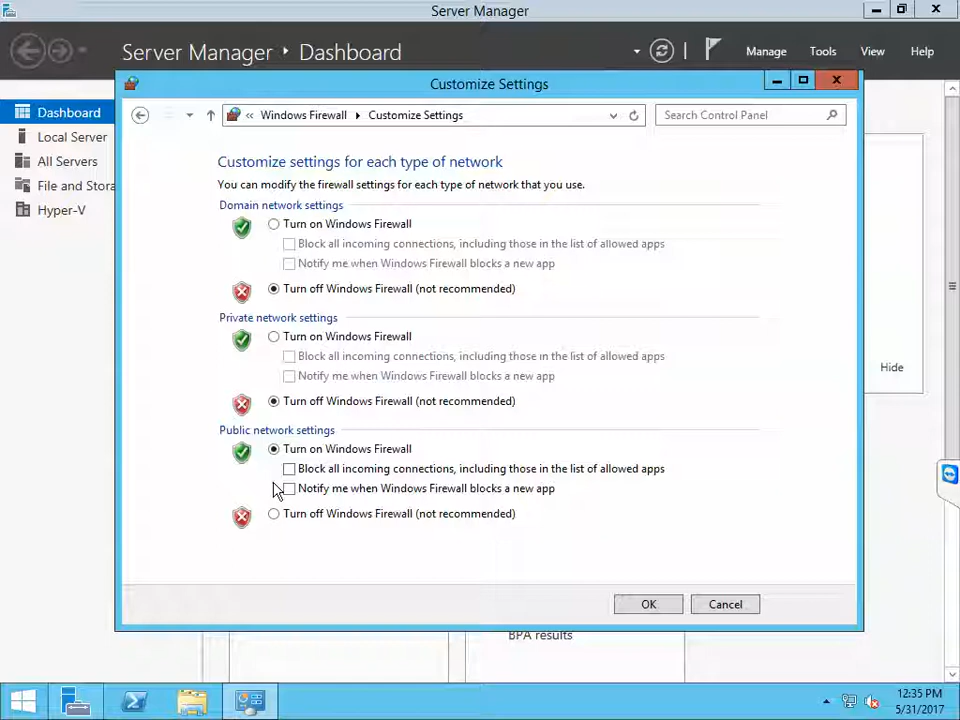 Server Manager
Server Manager ‣ Dashboard
Manage
Tools
View
Help
Customize Settings
« Windows Firewall ▸ Customize Settings
Search Control Panel
Dashboard
Local Server
All Servers
File and Stora
Hyper-V
Customize settings for each type of network
You can modify the firewall settings for each type of network that you use.
Domain network settings
Turn on Windows Firewall
Block all incoming connections, including those in the list of allowed apps
Notify me when Windows Firewall blocks a new app
Turn off Windows Firewall (not recommended)
Private network settings
Turn on Windows Firewall
Block all incoming connections, including those in the list of allowed apps
Notify me when Windows Firewall blocks a new app
Turn off Windows Firewall (not recommended)
Hide
Public network settings
Turn on Windows Firewall
Block all incoming connections, including those in the list of allowed apps
Notify me when Windows Firewall blocks a new app
Turn off Windows Firewall (not recommended)
OK
Cancel
BPA results
12:35 PM
5/31/2017